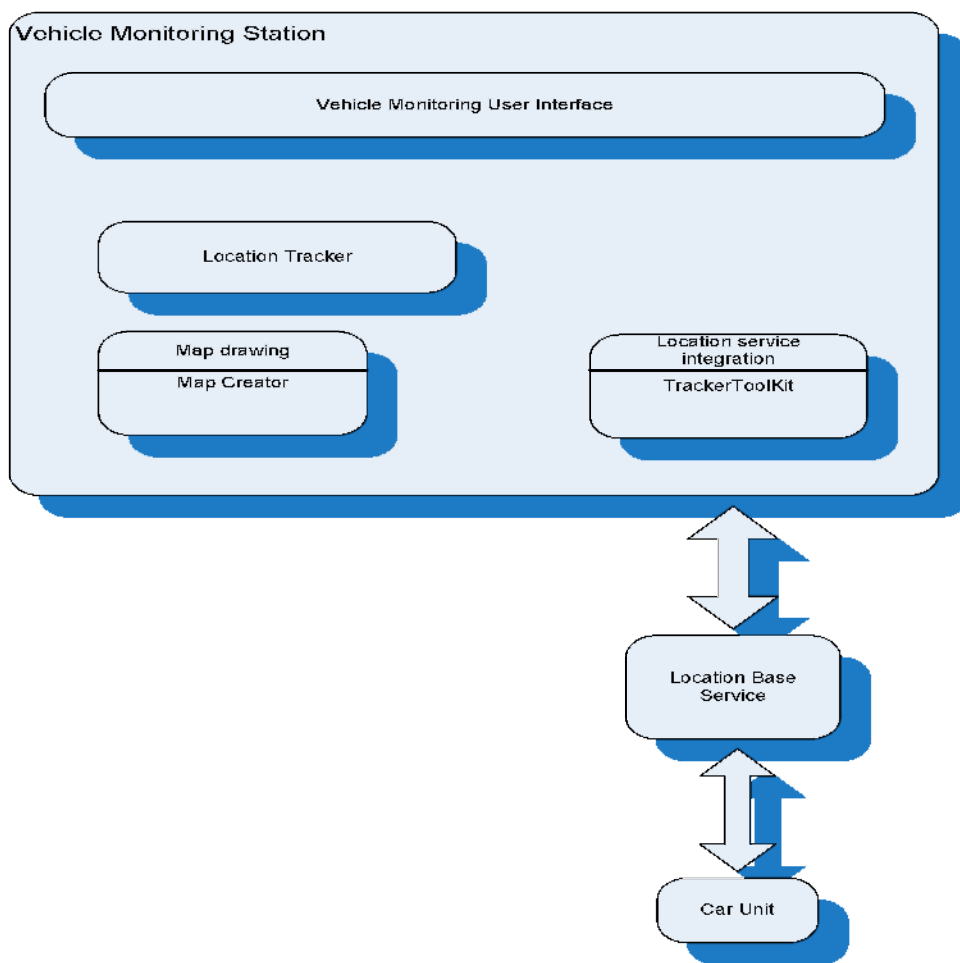 Vehicle Monitoring Station
Vehicle Monitoring User Interface
Location Tracker
Map drawing
Map Creator
Location service
integration
TrackerToolKit
Location Base
Service
Car Unit